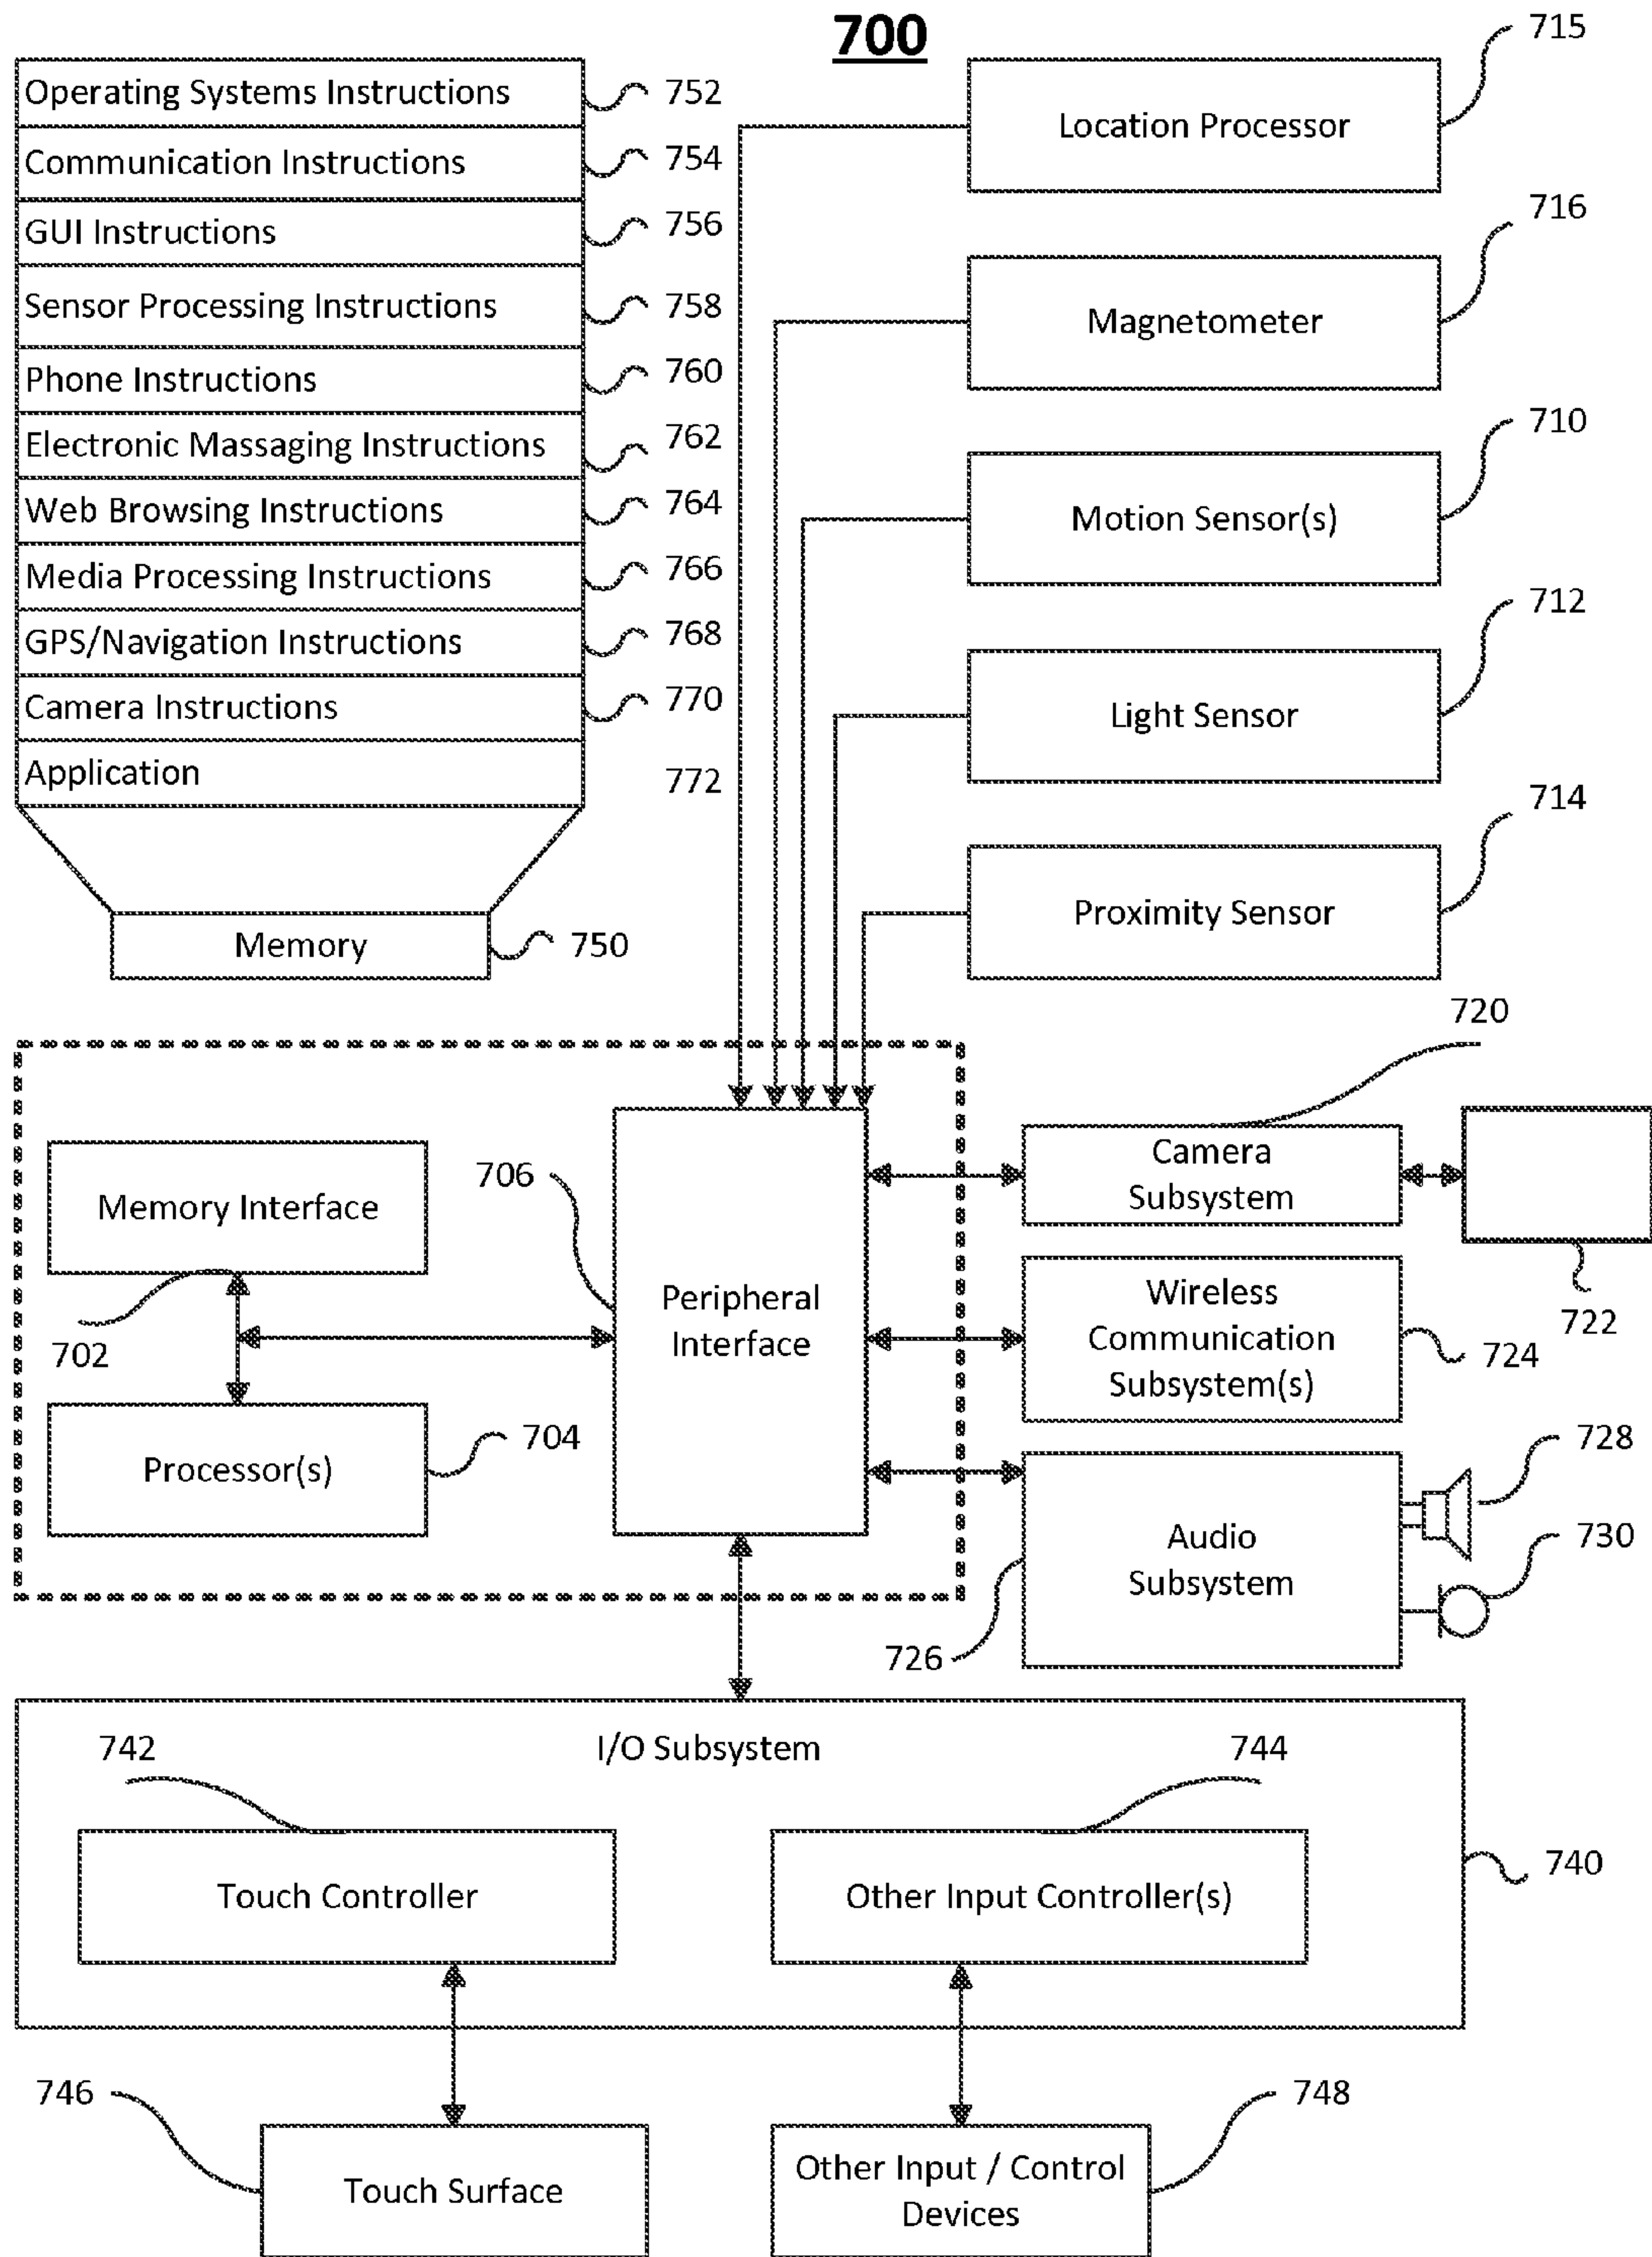 700
Operating Systems Instructions 752
Communication Instructions 754
GUI Instructions 756
Sensor Processing Instructions 758
Phone Instructions 760
Electronic Massaging Instructions 762
Web Browsing Instructions 764
Media Processing Instructions 766
GPS/Navigation Instructions 768
Camera Instructions 770
Application 772
Memory 750
715
Location Processor
716
Magnetometer
710
Motion Sensor(s)
712
Light Sensor
714
Proximity Sensor
720
Camera
Subsystem
722
Memory Interface
702
706
Peripheral
Interface
Wireless
Communication
Subsystem(s)
724
Processor(s)
704
728
730
Audio
Subsystem
726
I/O Subsystem
742
744
740
Touch Controller
Other Input Controller(s)
746
748
Touch Surface
Other Input / Control
Devices